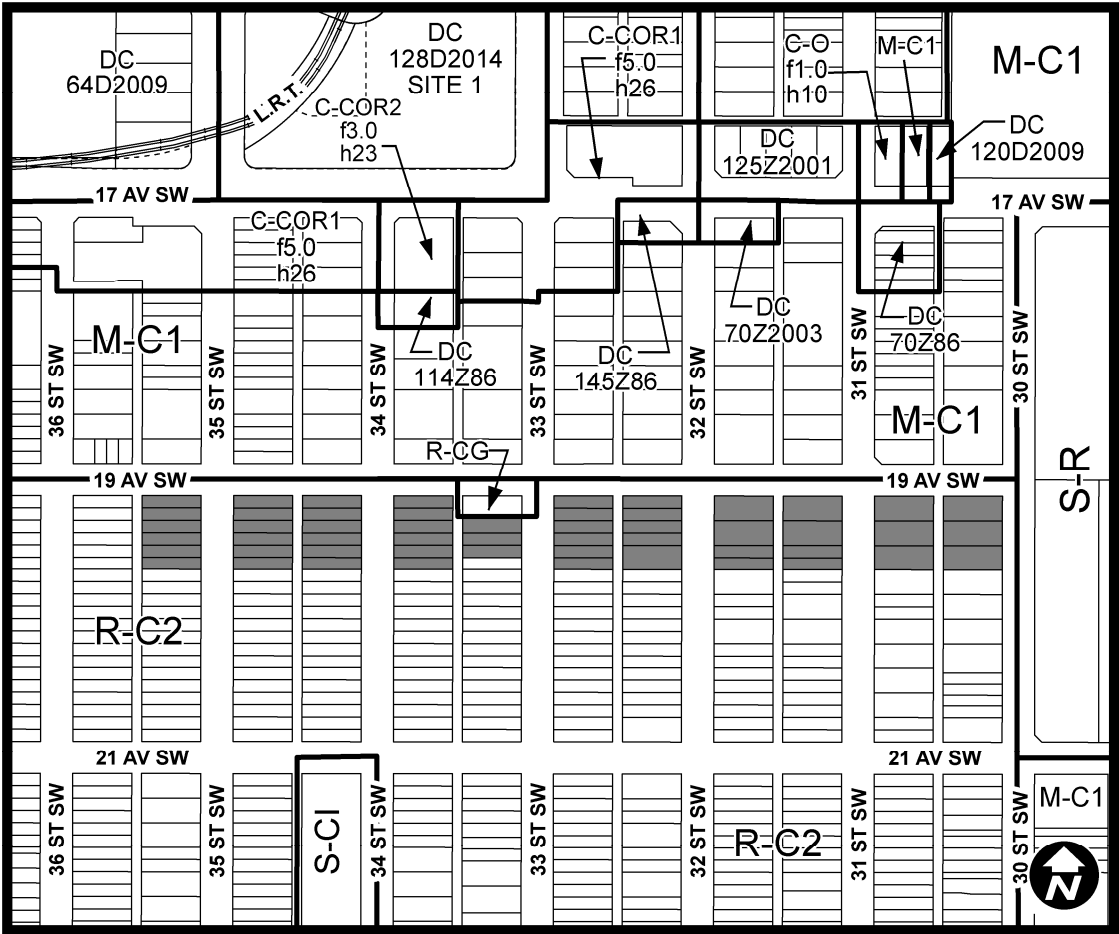 DC
64D2009
DC
128D2014
SITE 1
L.R.T.
C-COR2
f3.0
h23
C-COR1
f5.0
h26
C-O
f1.0
h10
M-C1
M-C1
DC
125Z2001
DC
120D2009
17 AV SW
17 AV SW
C-COR1
f5.0
h26
M-C1
DC
114Z86
DC
145Z86
DC
70Z2003
DC
70Z86
M-C1
36 ST SW
35 ST SW
34 ST SW
33 ST SW
32 ST SW
31 ST SW
30 ST SW
R-CG
19 AV SW
19 AV SW
S-R
R-C2
21 AV SW
21 AV SW
36 ST SW
35 ST SW
S-CI
34 ST SW
33 ST SW
32 ST SW
R-C2
31 ST SW
30 ST SW
M-C1
N